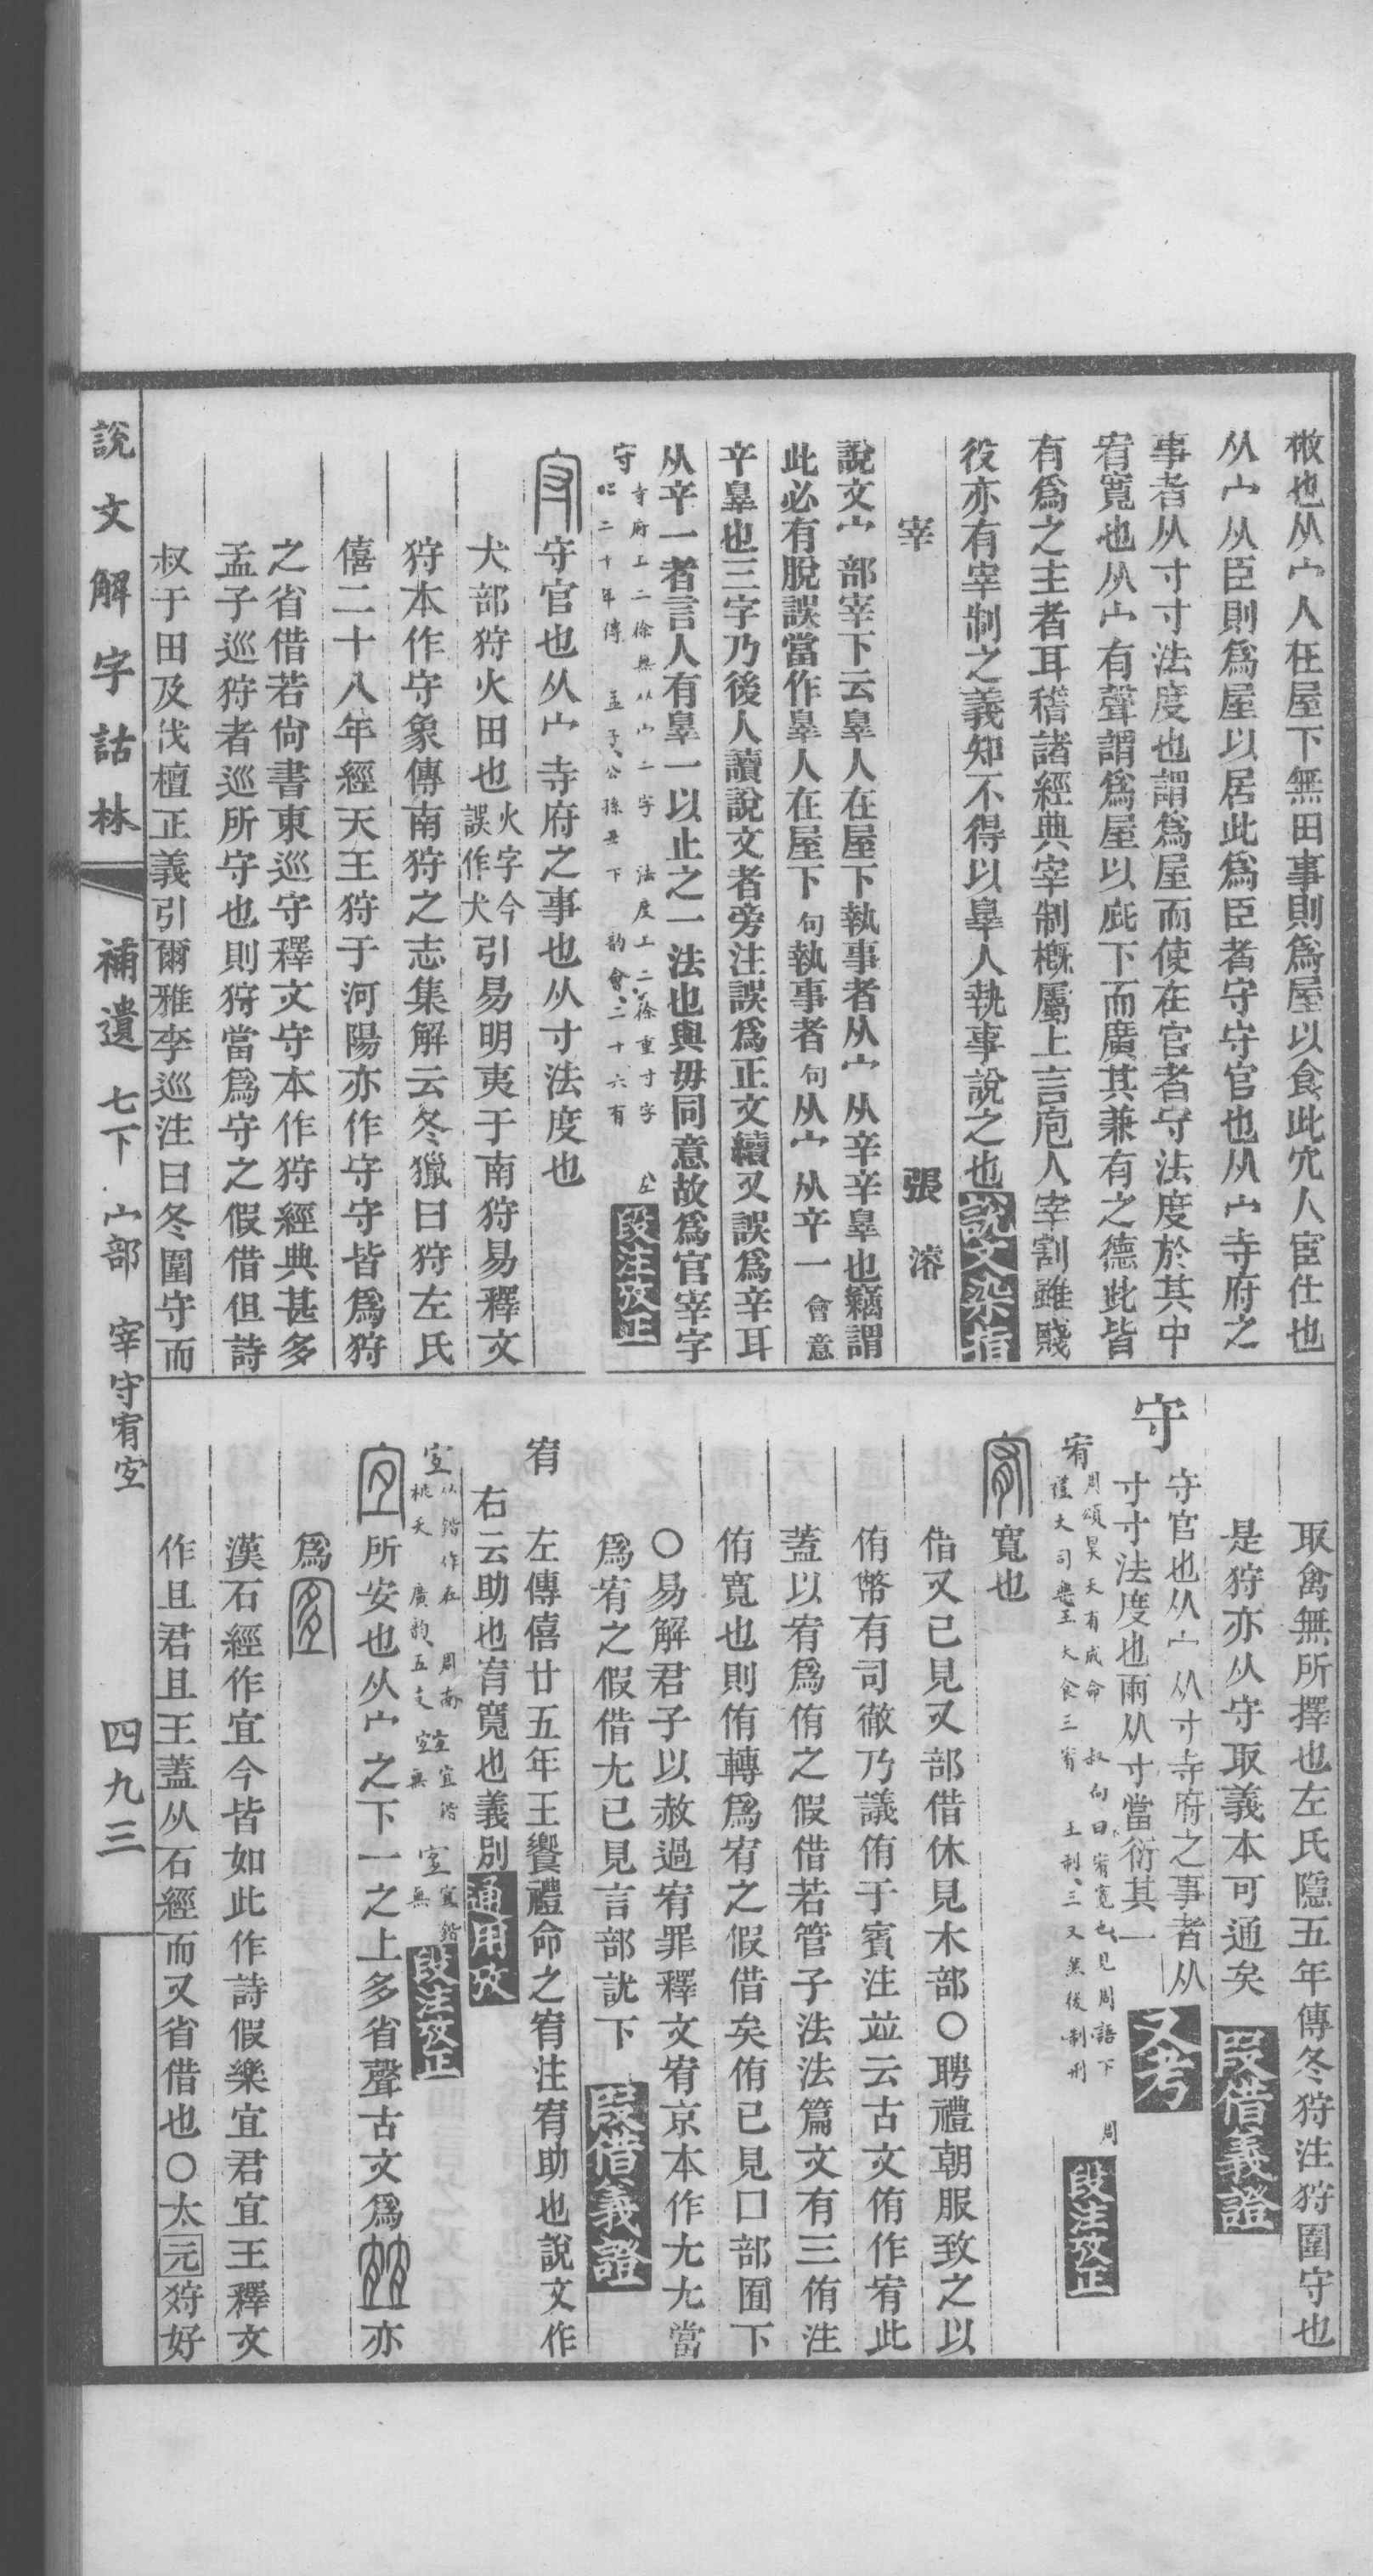 𣙙也从宀人在屋下無田事則爲屋以食此宂人宦仕也
从宀从臣則爲屋以居此爲臣者守守官也从宀寺府之
事者从寸寸法度也謂爲屋而使在官者守法度於其中
宥寬也从宀有聲謂爲屋以庇下而廣其兼有之德此皆
有爲之主者耳稽諸經典宰制概屬上言庖人宰割雖賤
役亦有宰制之義知不得以辠人執事說之也說文染指
宰 張濬
說文宀部宰下云辠人在屋下執事者从宀从辛辛辠也竊謂
此必有脫誤當作辠人在屋下句執事者句从宀从䇂一會意
䇂辠也三字乃後人讀說文者旁注誤爲正文續又誤爲辛耳
从䇂一者言人有辠一以止之一法也與毋同意故爲官宰字
守寺府上二徐無从宀二字 法度上二徐重寸字 左
昭二十年傳 孟子公孫丑下 韵會二十六有 段注攷正
守官也从宀寺府之事也从寸法度也
犬部狩火田也火字今誤作犬引易明夷于南狩易釋文
狩本作守象傳南狩之志集解云冬獵曰狩左氏
僖二十八年經天王狩于河陽亦作守守皆爲狩
之省借若尙書東巡守釋文守本作狩經典甚多
孟子巡狩者巡所守也則狩當爲守之假借但詩
叔于田及伐檀正義引爾雅李巡注曰冬圍守而
取禽無所擇也左氏隱五年傳冬狩注狩圍守也
是狩亦从守取義本可通矣 段借義證
守 守官也从宀从寸寺府之事者从
寸寸法度也兩从寸當衍其一 又考
宥周頌昊天有成命 叔向曰宥寬也見周語下 周
禮大司樂王大食三宥 王制三又無後制刑 段注攷正
寬也
借又已見又部借休見木部○聘禮朝服致之以
侑幣有司徹乃議侑于賓注竝云古文侑作宥此
蓋以宥爲侑之假借若管子法法篇文有三侑注
侑寬也則侑轉爲宥之假借矣侑已見囗部囿下
○易解君子以赦過宥罪釋文宥京本作尤尤當
爲宥之假借尤已見言部訧下 段借義證
宥 左傳僖廿五年王饗禮命之宥注宥助也說文作
右云助也宥寬也義別 通用攷
宐从鍇作在 周南
桃夭 廣韵五支 段注攷正
所安也从宀之下一之上多省聲古文爲亦
爲
漢石經作宜今皆如此作詩假樂宜君宜王釋文
作且君且王蓋从石經而又省借也○太元㝊好
說文解字詁林 補遺 七下 宀部 宰守宥宐 四九三